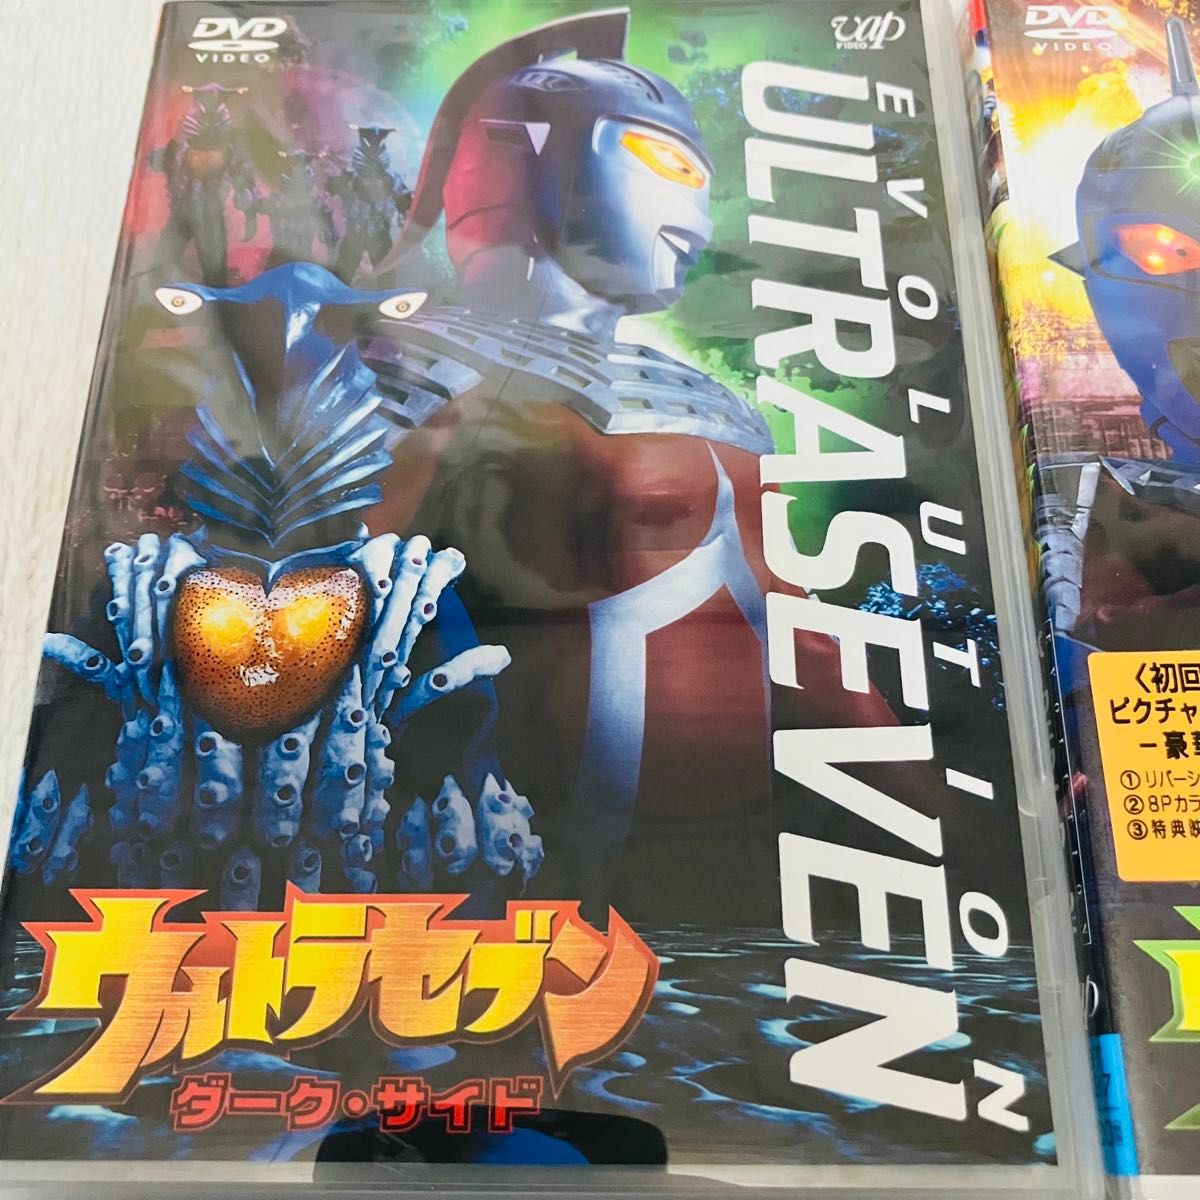 DVD
VIDEO
vap
VIDEO
EVOLUTION
ULTRASEVEN
ウルトラセブン
ダーク・サイド
DVD
VIDEO
〈初回
ピクチャ
ー豪華
①リバーシ
②8Pカラ
③特典映